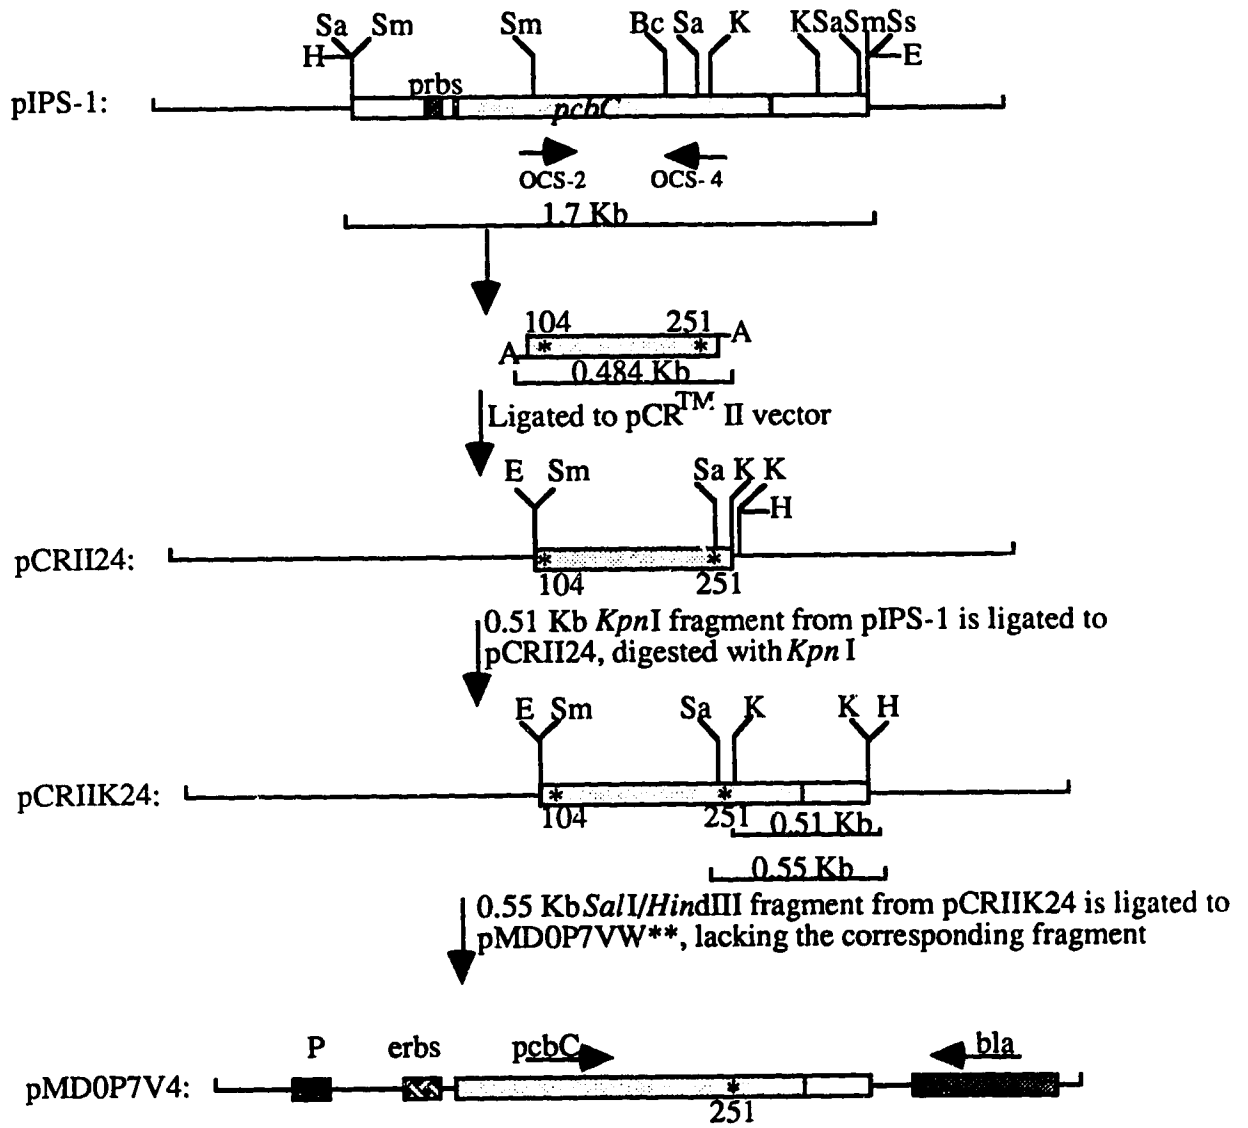 Sa Sm Sm Bc Sa K KSaSmSs
H E
prbs
pIPS-1: pcbC
OCS-2 OCS-4
1.7 Kb
104 251
A * * A
0.484 Kb
Ligated to pCR™ II vector
E Sm Sa K K
H
pCRII24: * *
104 251
0.51 Kb KpnI fragment from pIPS-1 is ligated to
pCRII24, digested with Kpn I
E Sm Sa K K H
pCRIIK24: * *
104 251 0.51 Kb
0.55 Kb
0.55 Kb SalI/HindIII fragment from pCRIIK24 is ligated to
pMD0P7VW**, lacking the corresponding fragment
P erbs pcbC bla
pMD0P7V4: *
251